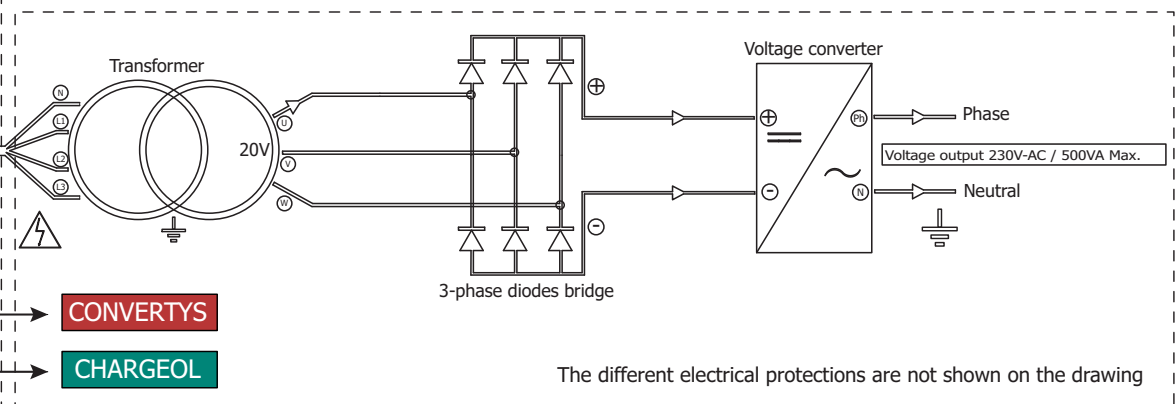 Transformer
N
L1
L2
L3
20V
U
V
W
3-phase diodes bridge
+
-
Voltage converter
+
-
Ph
N
Phase
Voltage output 230V-AC / 500VA Max.
Neutral
CONVERTYS
CHARGEOL
The different electrical protections are not shown on the drawing